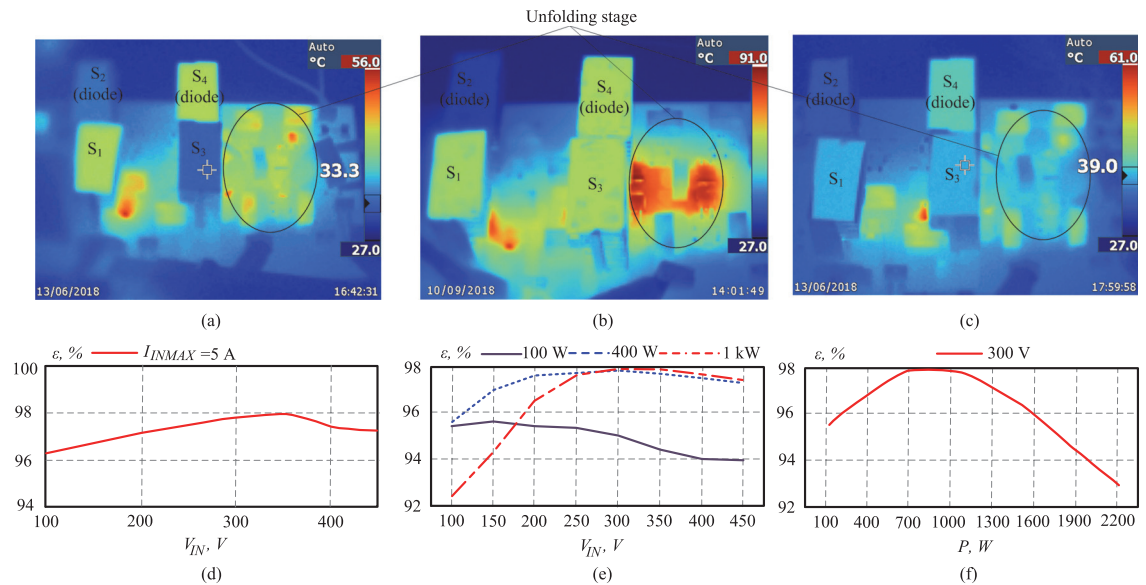 Unfolding stage
Auto
°C 56.0
S2
(diode)
S4
(diode)
S1
S3
33.3
27.0
13/06/2018 16:42:31
Auto
°C 91.0
S2
(diode)
S4
(diode)
S1
S3
27.0
10/09/2018 14:01:49
Auto
°C 61.0
S2
(diode)
S4
(diode)
S1
S3
39.0
27.0
13/06/2018 17:59:58
(a) (b) (c)
ε, % I_INMAX =5 A
100
98
96
94
100 200 300 400
V_IN, V
(d)
ε, % 100 W 400 W 1 kW
98
96
94
92
100 150 200 250 300 350 400 450
V_IN, V
(e)
ε, % 300 V
98
96
94
92
100 400 700 1000 1300 1600 1900 2200
P, W
(f)